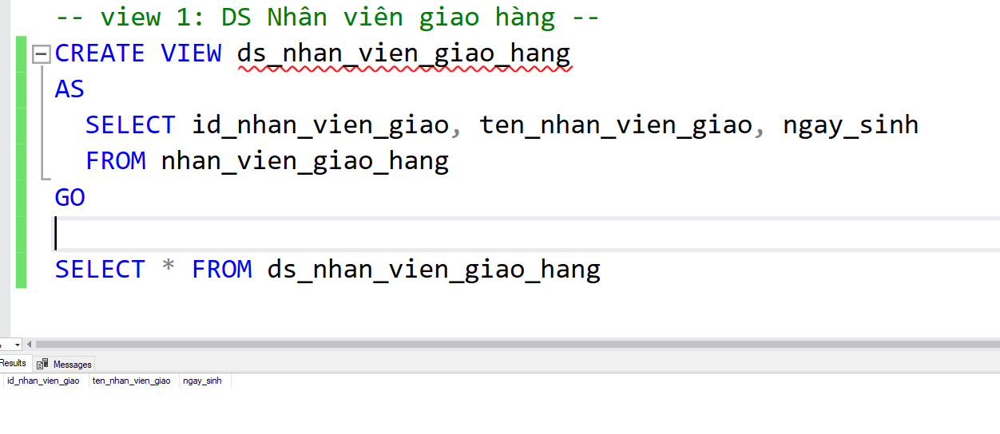 -- view 1: DS Nhân viên giao hàng --
CREATE VIEW ds_nhan_vien_giao_hang
AS
SELECT id_nhan_vien_giao, ten_nhan_vien_giao, ngay_sinh
FROM nhan_vien_giao_hang
GO
SELECT * FROM ds_nhan_vien_giao_hang
Results Messages
id_nhan_vien_giao ten_nhan_vien_giao ngay_sinh